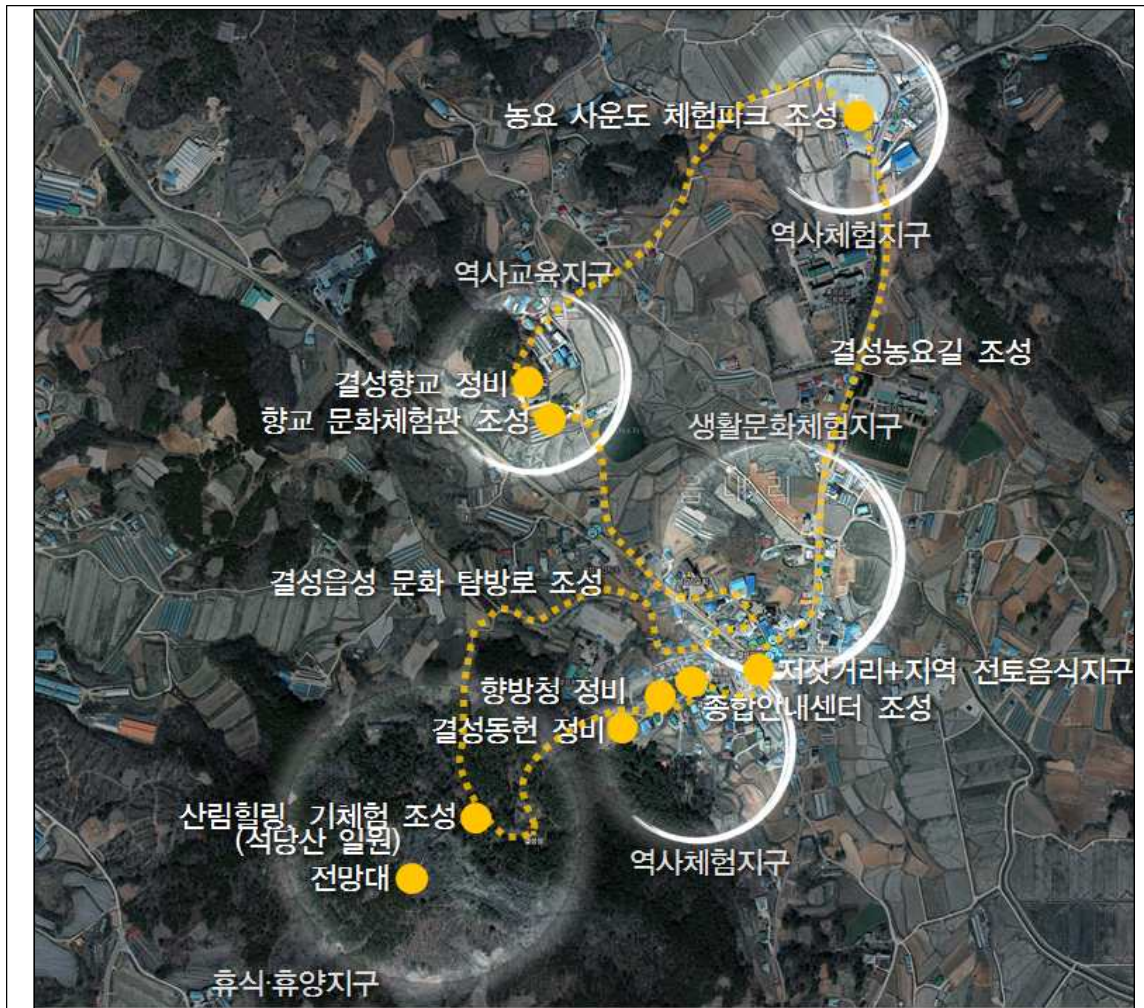 농요 사운도 체험파크 조성
역사체험지구
역사교육지구
결성농요길 조성
결성향교 정비
향교 문화체험관 조성
생활문화체험지구
읍내리
결성읍성 문화 탐방로 조성
저잣거리+지역 전토음식지구
향방청 정비
종합안내센터 조성
결성동헌 정비
산림힐링, 기체험 조성
(석당산 일원)
전망대
역사체험지구
휴식·휴양지구